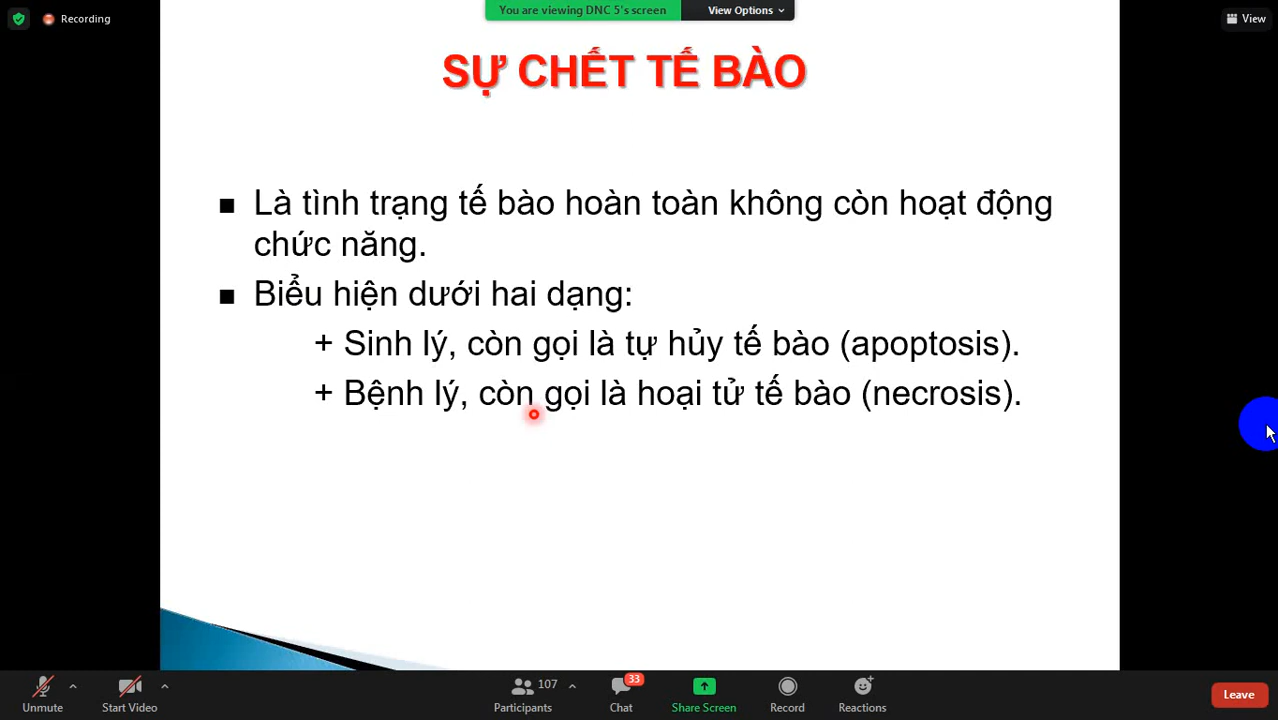 Recording
You are viewing DNC 5's screen
View Options
View
SỰ CHẾT TẾ BÀO
■ Là tình trạng tế bào hoàn toàn không còn hoạt động
chức năng.
■ Biểu hiện dưới hai dạng:
+ Sinh lý, còn gọi là tự hủy tế bào (apoptosis).
+ Bệnh lý, còn gọi là hoại tử tế bào (necrosis).
Unmute
Start Video
107
Participants
33
Chat
Share Screen
Record
Reactions
Leave